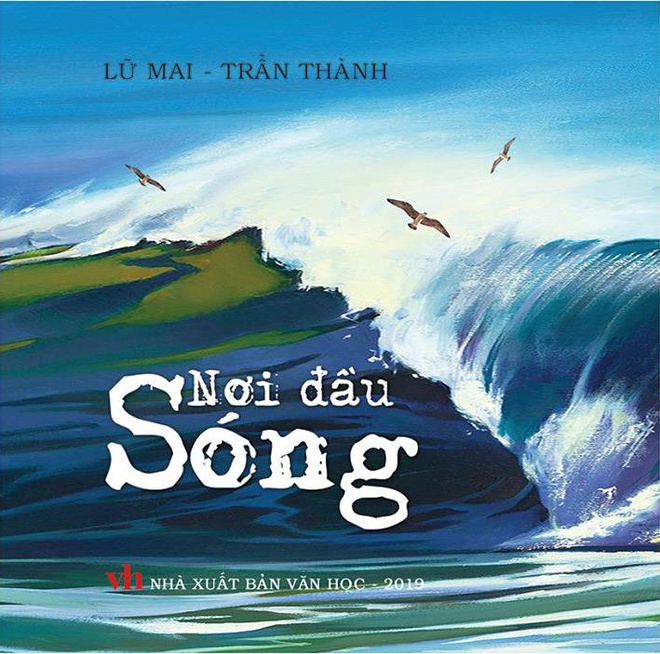 LỮ MAI - TRẦN THÀNH
Nơi đầu
Sóng
vh NHÀ XUẤT BẢN VĂN HỌC - 2019